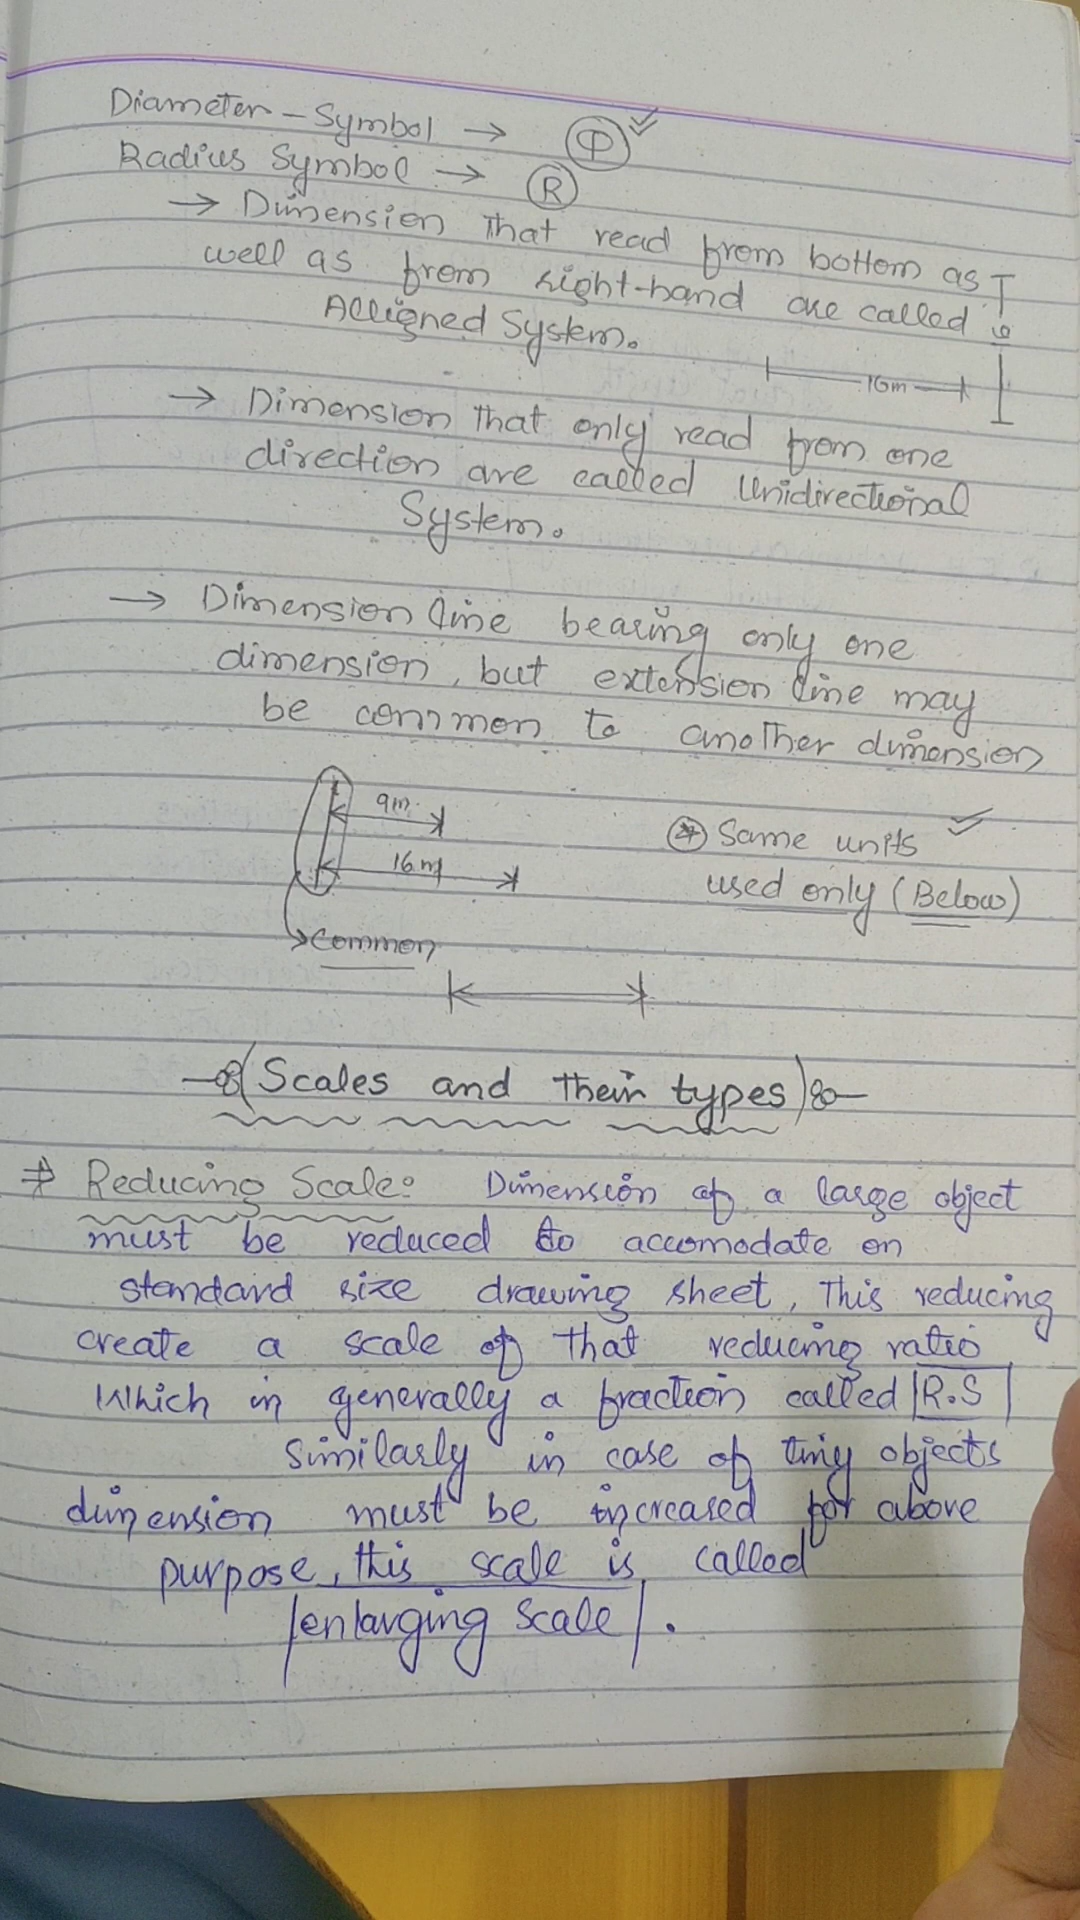 Diameter - Symbol → Φ
Radius Symbol → R
→ Dimension that read from bottom as
well as from right-hand are called
Alligned System.
16m
→ Dimension that only read from one
direction are called Unidirectional
System.
→ Dimension line bearing only one
dimension, but extension line may
be common to another dimension
9m
16m
Same units
used only (Below)
common
Scales and their types
⇒ Reducing Scale: Dimension of a large object
must be reduced to accomodate on
standard size drawing sheet, This reducing
create a scale of that reducing ratio
Which in generally a fraction called R.S
Similarly in case of tiny objects
dimension must be increased for above
purpose, this scale is called
enlarging scale.